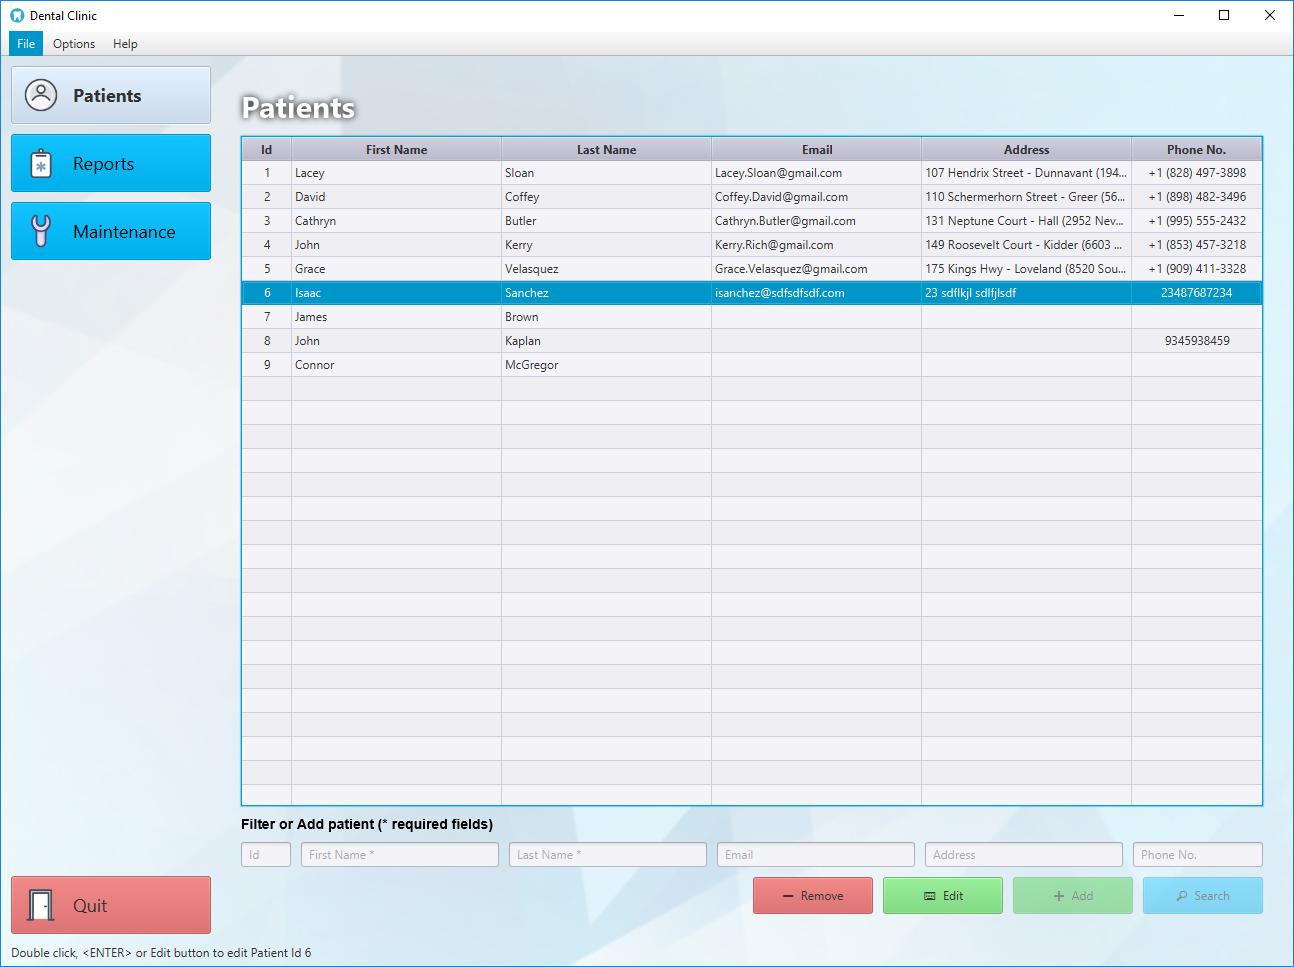 Dental Clinic
File Options Help
Patients
Reports
Maintenance
Patients
Id First Name Last Name Email Address Phone No.
1 Lacey Sloan Lacey.Sloan@gmail.com 107 Hendrix Street - Dunnavant (194... +1 (828) 497-3898
2 David Coffey Coffey.David@gmail.com 110 Schermerhorn Street - Greer (56... +1 (898) 482-3496
3 Cathryn Butler Cathryn.Butler@gmail.com 131 Neptune Court - Hall (2952 Nev... +1 (995) 555-2432
4 John Kerry Kerry.Rich@gmail.com 149 Roosevelt Court - Kidder (6603 ... +1 (853) 457-3218
5 Grace Velasquez Grace.Velasquez@gmail.com 175 Kings Hwy - Loveland (8520 Sou... +1 (909) 411-3328
6 Isaac Sanchez isanchez@sdfsdfsdf.com 23 sdflkjl sdlfjlsdf 23487687234
7 James Brown
8 John Kaplan 9345938459
9 Connor McGregor
Filter or Add patient (* required fields)
Id First Name * Last Name * Email Address Phone No.
Remove Edit Add Search
Quit
Double click, <ENTER> or Edit button to edit Patient Id 6